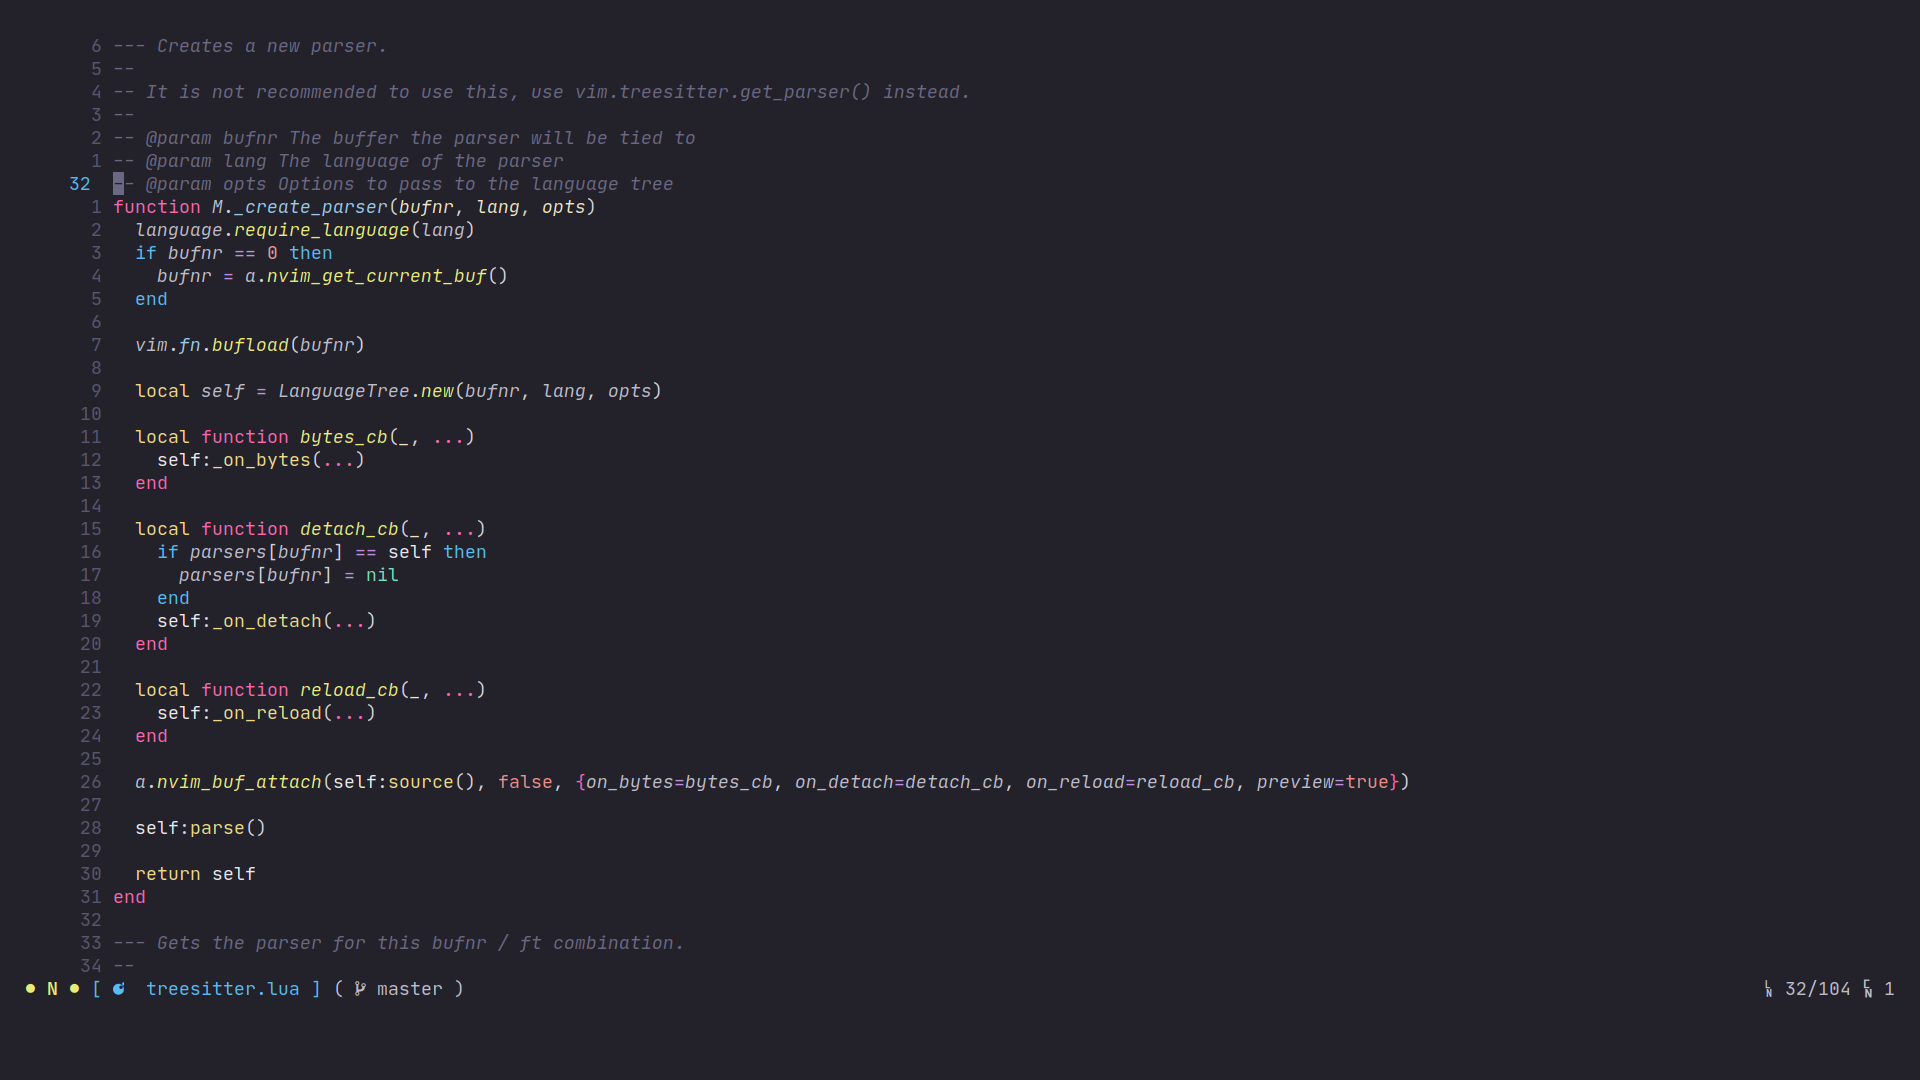 6 --- Creates a new parser.
5 --
4 -- It is not recommended to use this, use vim.treesitter.get_parser() instead.
3 --
2 -- @param bufnr The buffer the parser will be tied to
1 -- @param lang The language of the parser
32 -- @param opts Options to pass to the language tree
1 function M._create_parser(bufnr, lang, opts)
2   language.require_language(lang)
3   if bufnr == 0 then
4     bufnr = a.nvim_get_current_buf()
5   end
6
7   vim.fn.bufload(bufnr)
8
9   local self = LanguageTree.new(bufnr, lang, opts)
10
11   local function bytes_cb(_, ...)
12     self:_on_bytes(...)
13   end
14
15   local function detach_cb(_, ...)
16     if parsers[bufnr] == self then
17       parsers[bufnr] = nil
18     end
19     self:_on_detach(...)
20   end
21
22   local function reload_cb(_, ...)
23     self:_on_reload(...)
24   end
25
26   a.nvim_buf_attach(self:source(), false, {on_bytes=bytes_cb, on_detach=detach_cb, on_reload=reload_cb, preview=true})
27
28   self:parse()
29
30   return self
31 end
32
33 --- Gets the parser for this bufnr / ft combination.
34 --
● N ● [ treesitter.lua ] ( master ) LN 32/104 CN 1